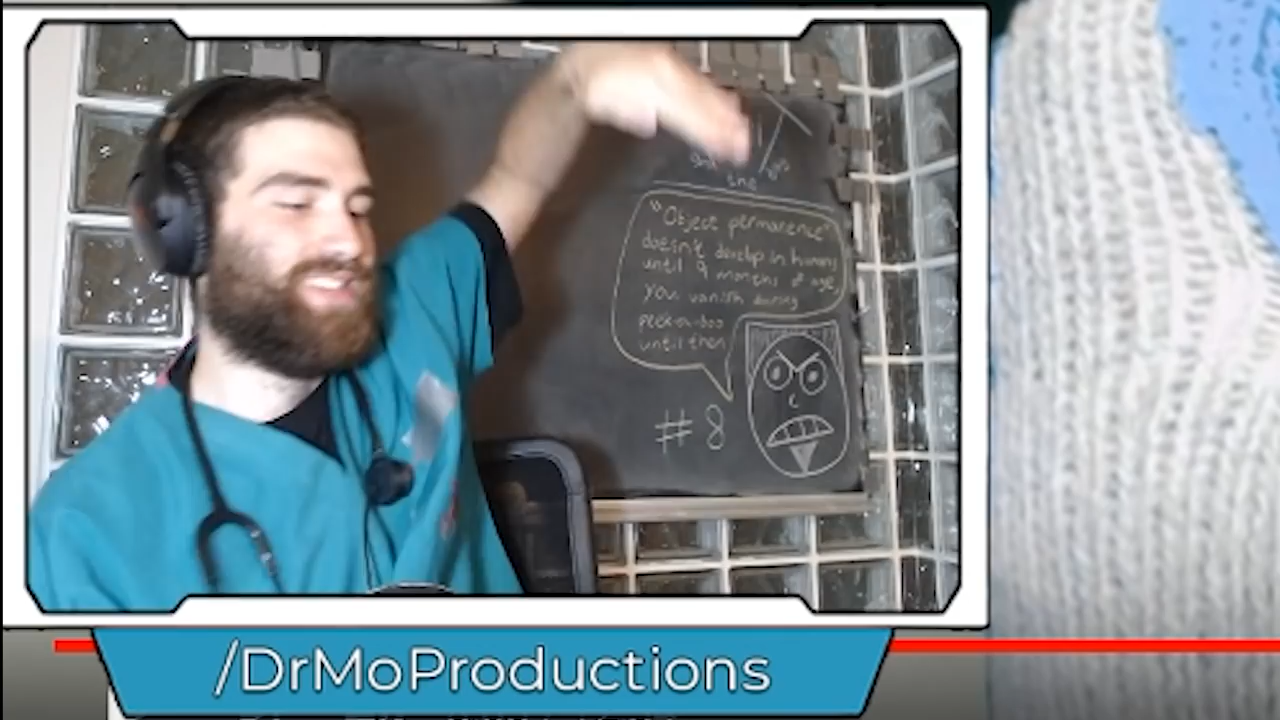 the
"Object permanence"
doesn't develop in humans
until 9 months of age,
you vanish during
peek-a-boo
until then
#8
/DrMoProductions